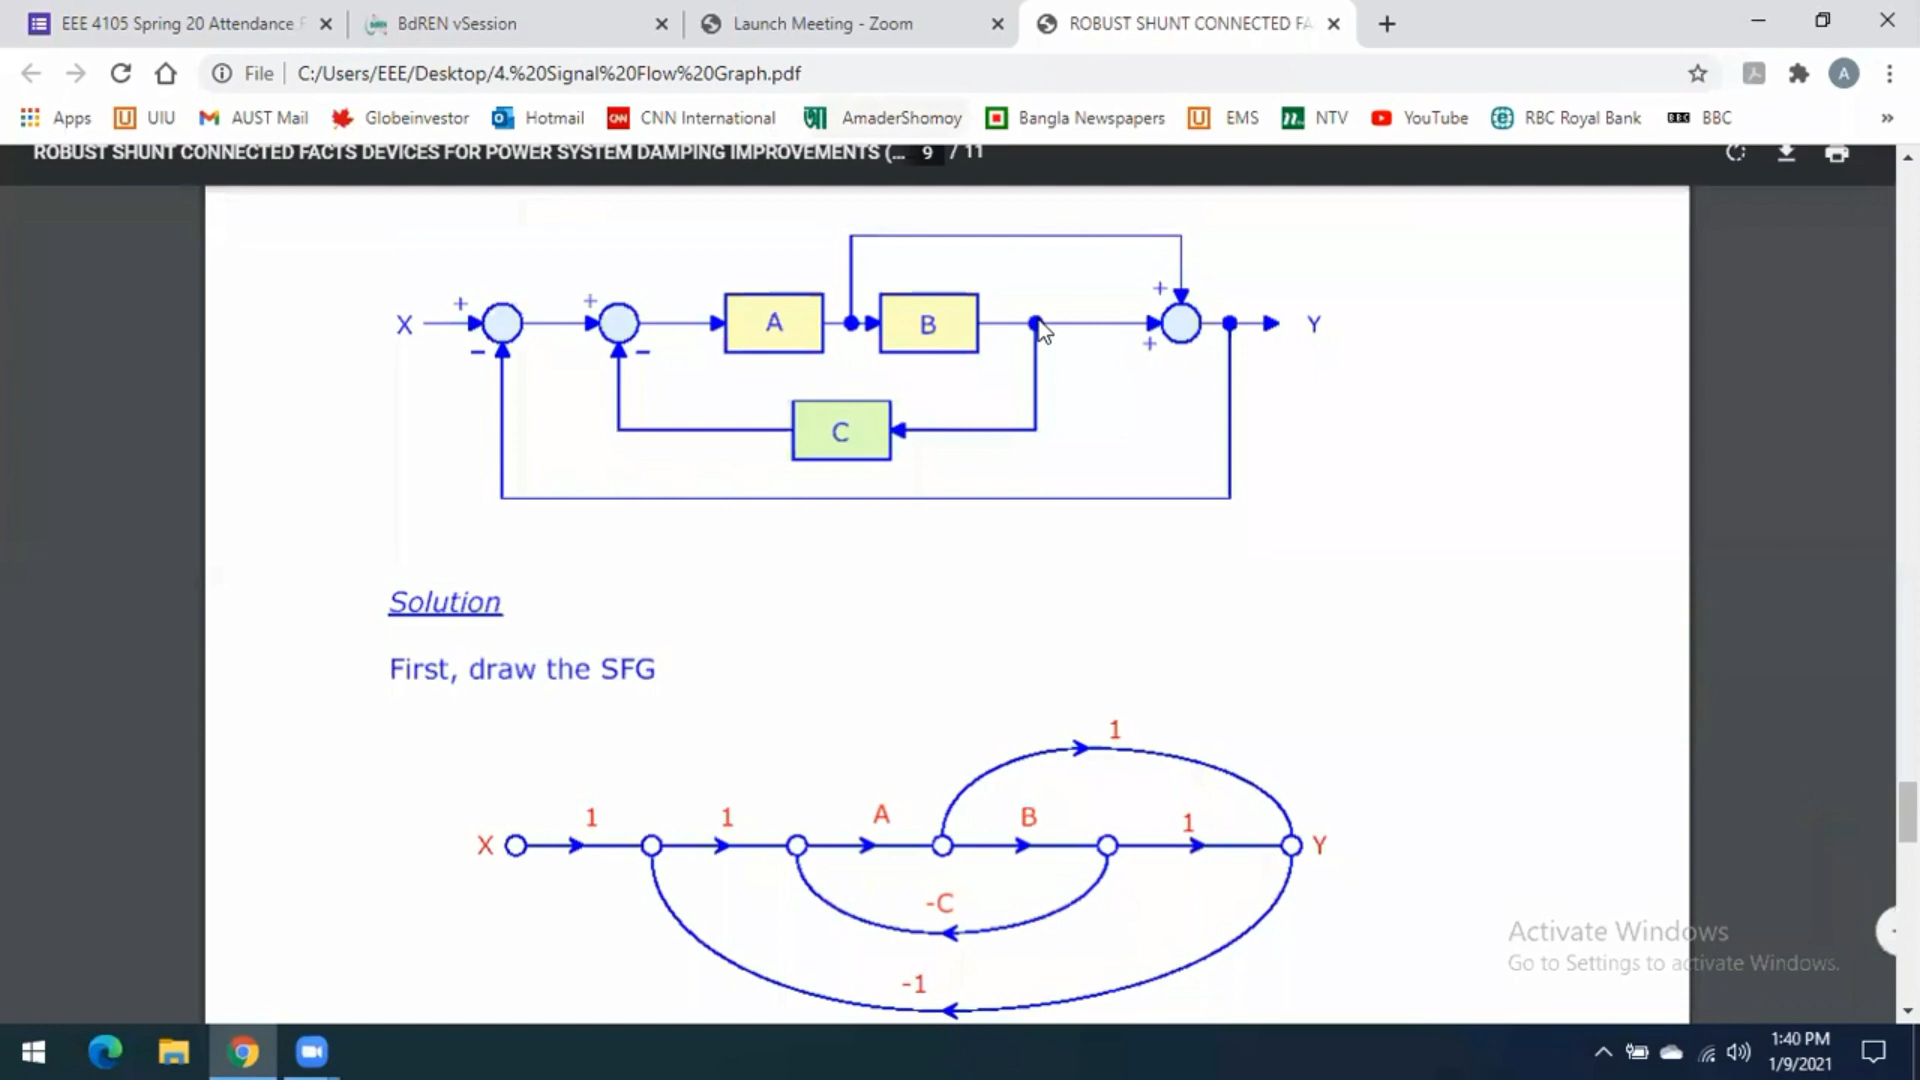 EEE 4105 Spring 20 Attendance F
BdREN vSession
Launch Meeting - Zoom
ROBUST SHUNT CONNECTED FA
File
C:/Users/EEE/Desktop/4.%20Signal%20Flow%20Graph.pdf
A
Apps
UIU
AUST Mail
Globeinvestor
Hotmail
CNN International
AmaderShomoy
Bangla Newspapers
EMS
NTV
YouTube
RBC Royal Bank
BBC
BBC
»
ROBUST SHUNT CONNECTED FACTS DEVICES FOR POWER SYSTEM DAMPING IMPROVEMENTS (... 9 / 11
X + − + − A B + + Y
C
Solution
First, draw the SFG
1
X 1 1 A B 1 Y
-C
-1
Activate Windows
Go to Settings to activate Windows.
1:40 PM
1/9/2021